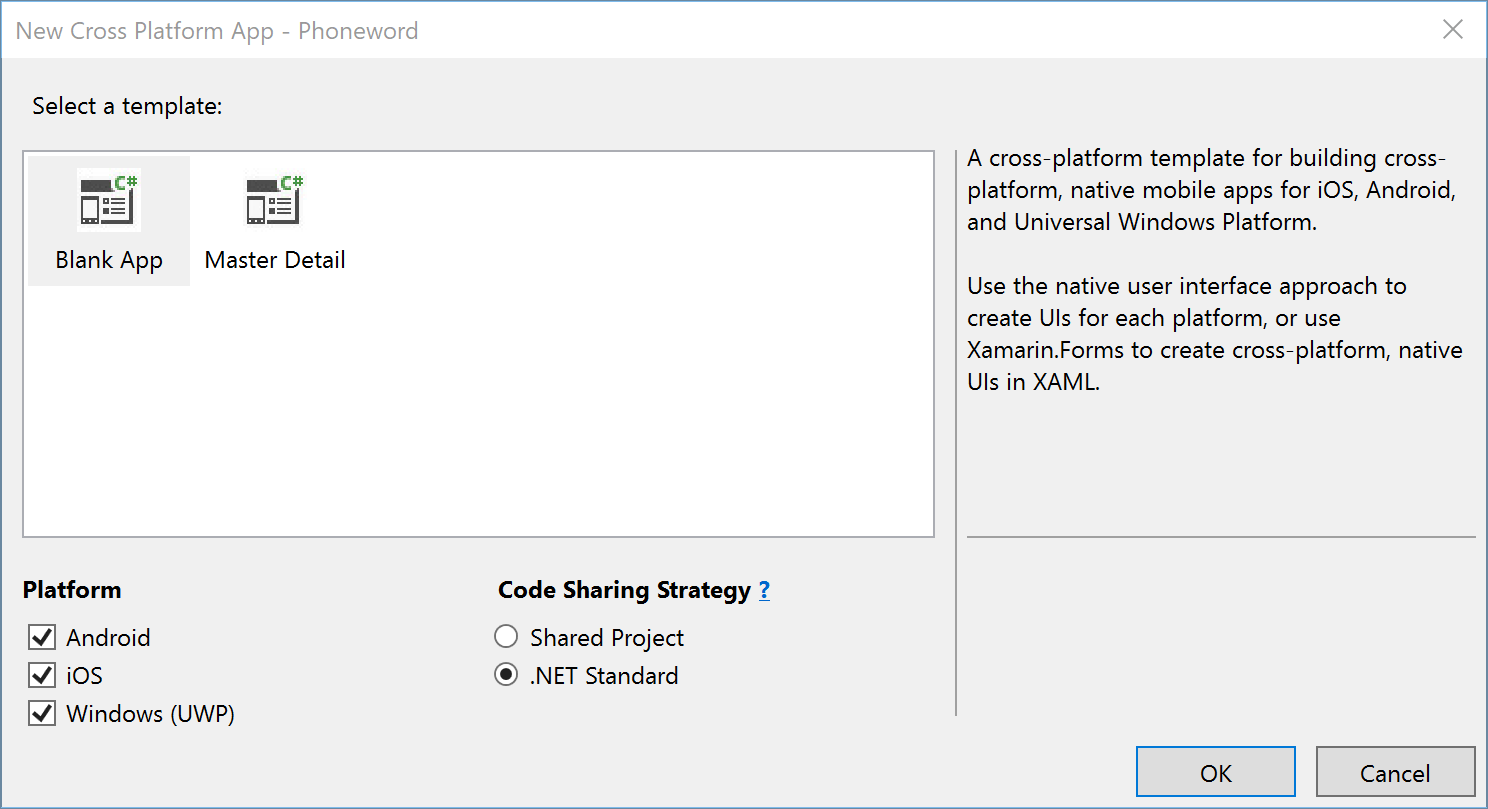 New Cross Platform App - Phoneword
Select a template:
C#
C#
Blank App
Master Detail
A cross-platform template for building cross-
platform, native mobile apps for iOS, Android,
and Universal Windows Platform.
Use the native user interface approach to
create UIs for each platform, or use
Xamarin.Forms to create cross-platform, native
UIs in XAML.
Platform
Android
iOS
Windows (UWP)
Code Sharing Strategy ?
Shared Project
.NET Standard
OK
Cancel